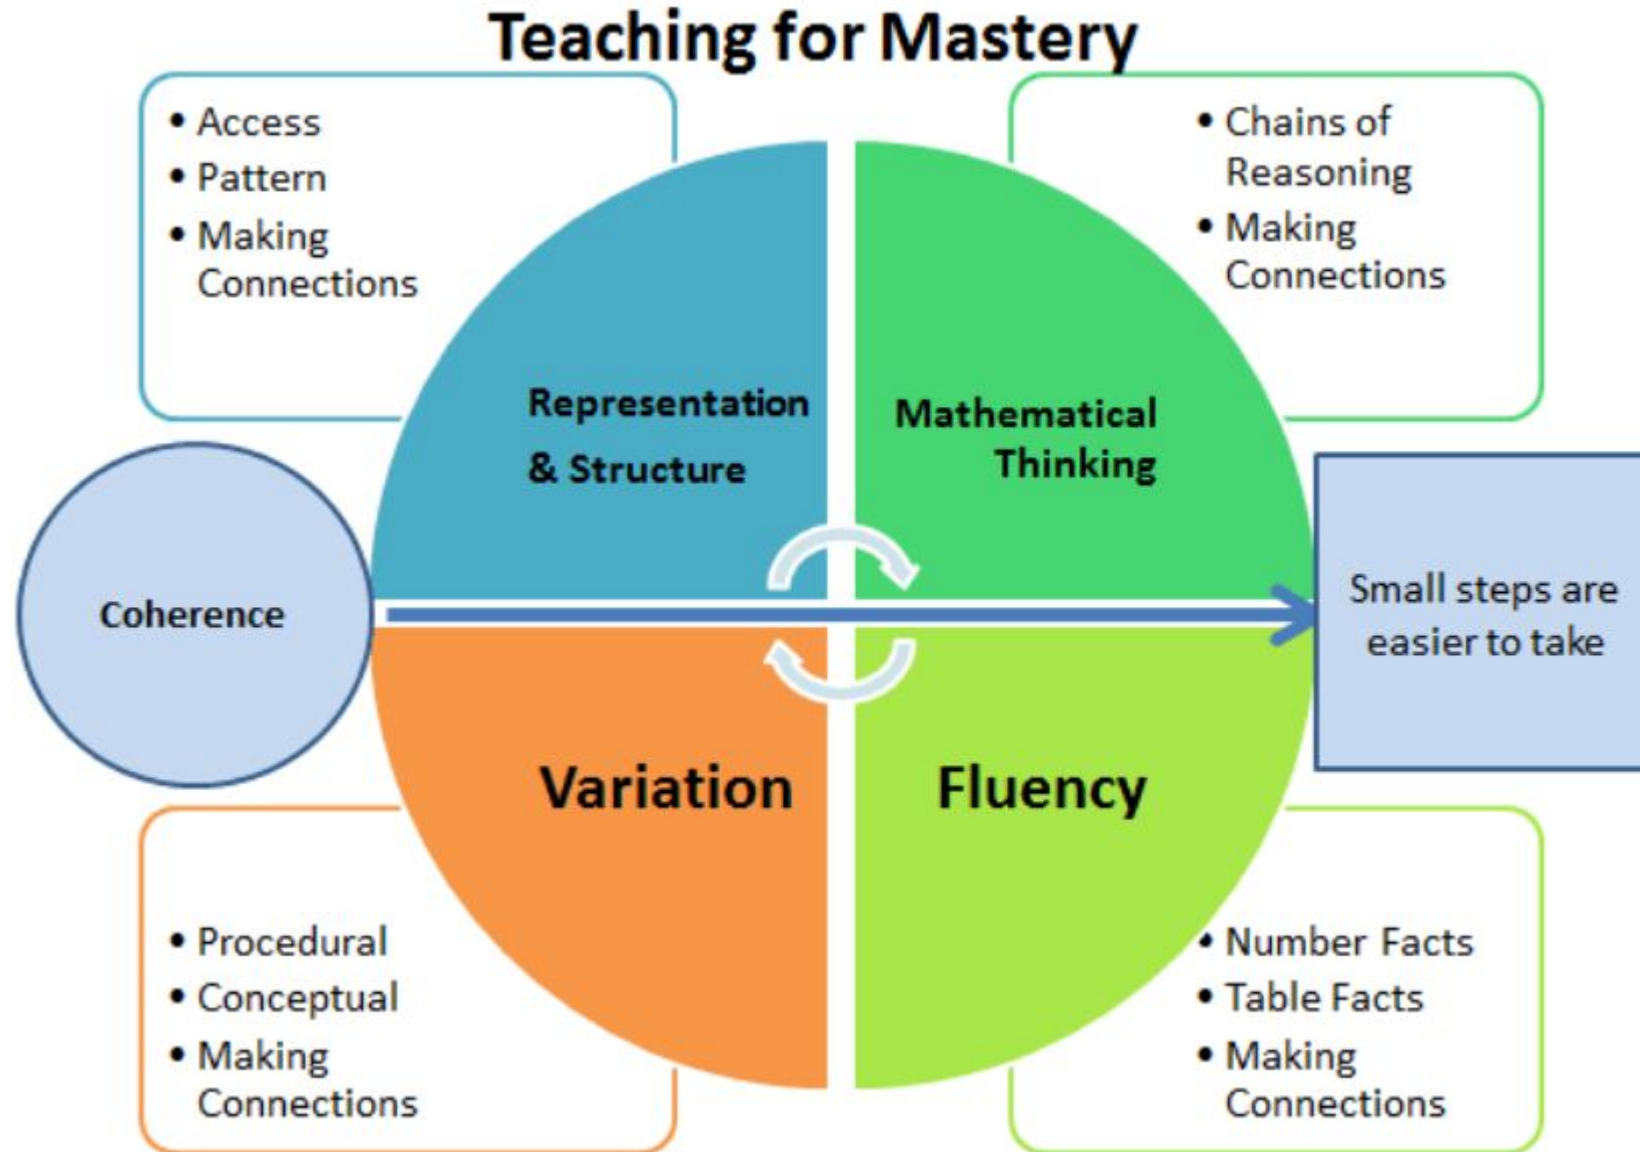 Teaching for Mastery
• Access
• Pattern
• Making
Connections
• Chains of
Reasoning
• Making
Connections
Representation
& Structure
Mathematical
Thinking
Coherence
Small steps are
easier to take
Variation
Fluency
• Procedural
• Conceptual
• Making
Connections
• Number Facts
• Table Facts
• Making
Connections